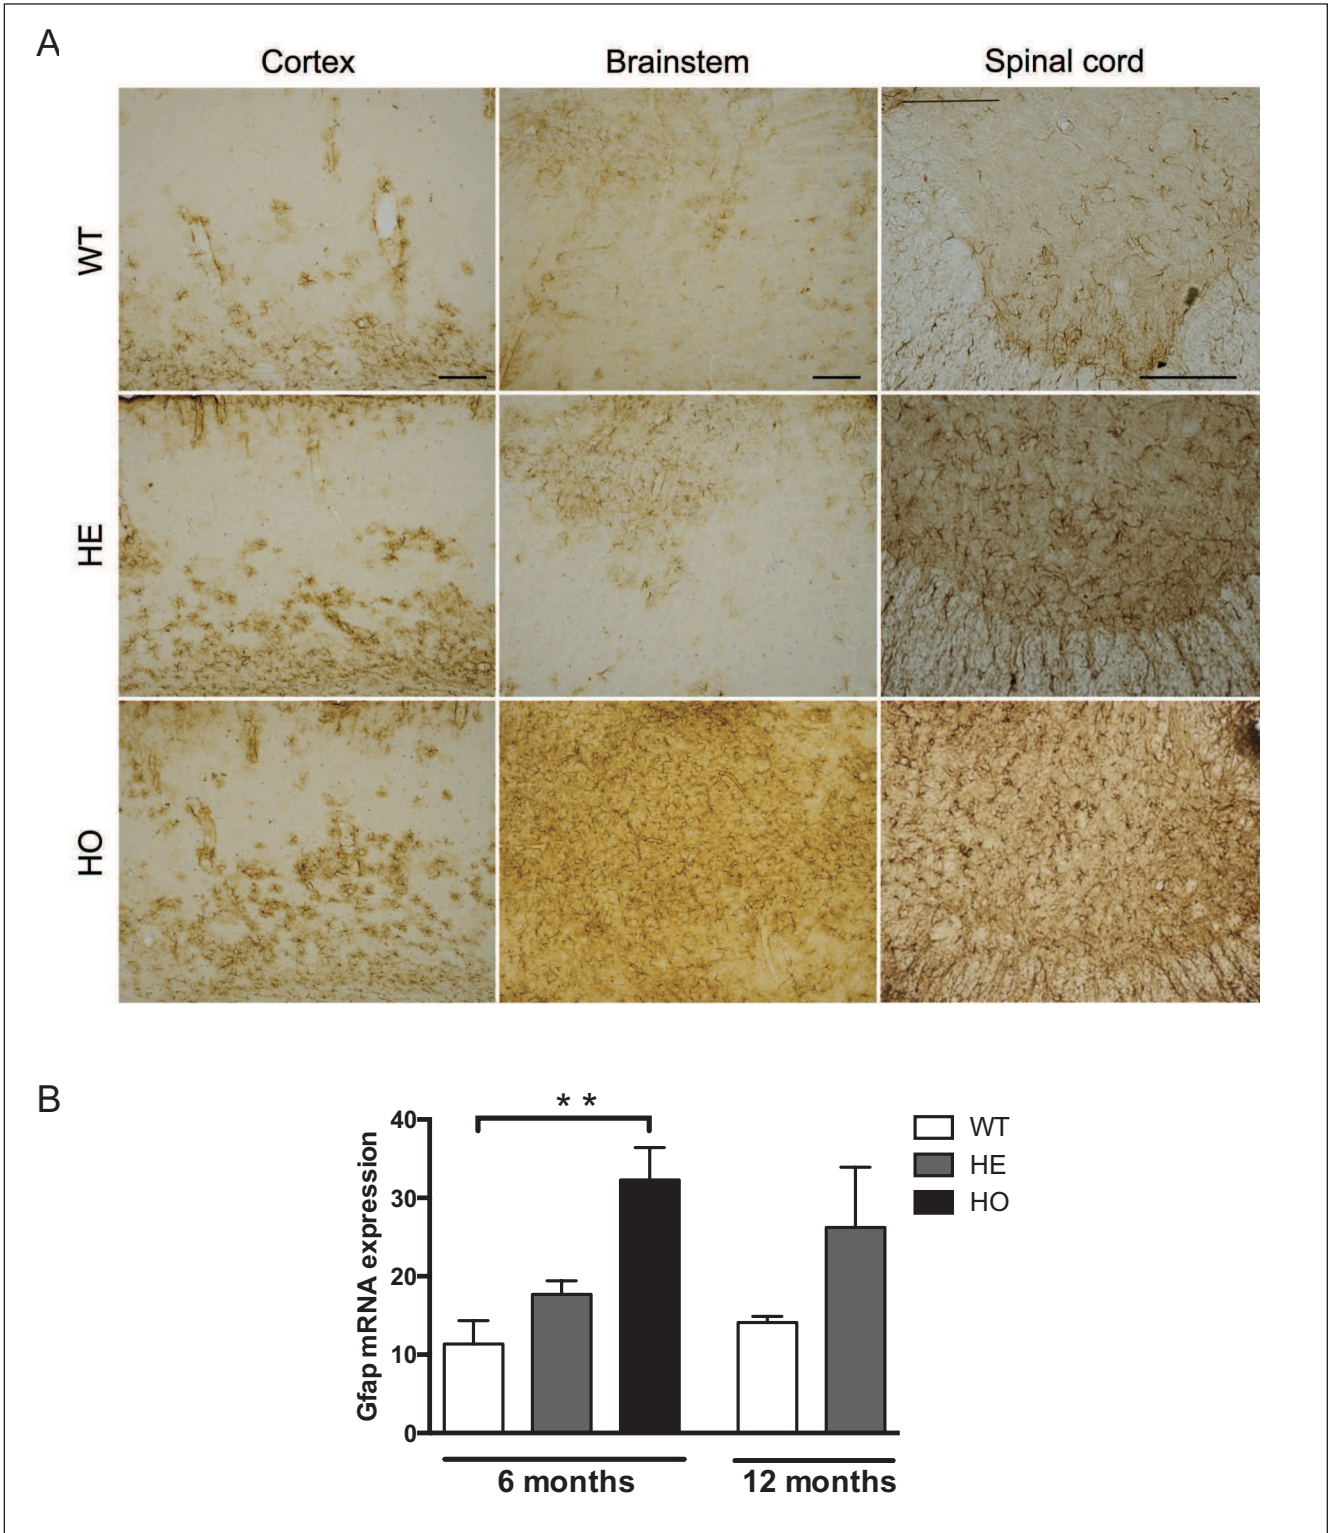 A
Cortex Brainstem Spinal cord
WT
HE
HO
B
* *
Gfap mRNA expression
40
30
20
10
0
WT
HE
HO
6 months 12 months